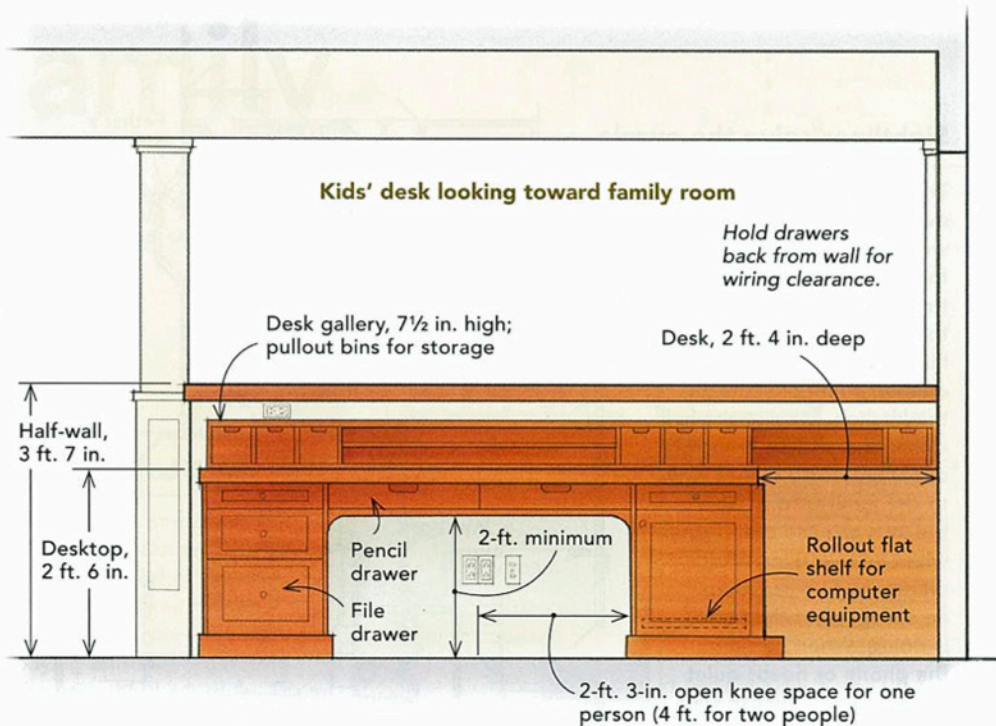 Kids' desk looking toward family room
Hold drawers
back from wall for
wiring clearance.
Desk gallery, 7½ in. high;
pullout bins for storage
Desk, 2 ft. 4 in. deep
Half-wall,
3 ft. 7 in.
Desktop,
2 ft. 6 in.
Pencil
drawer
File
drawer
2-ft. minimum
Rollout flat
shelf for
computer
equipment
2-ft. 3-in. open knee space for one
person (4 ft. for two people)